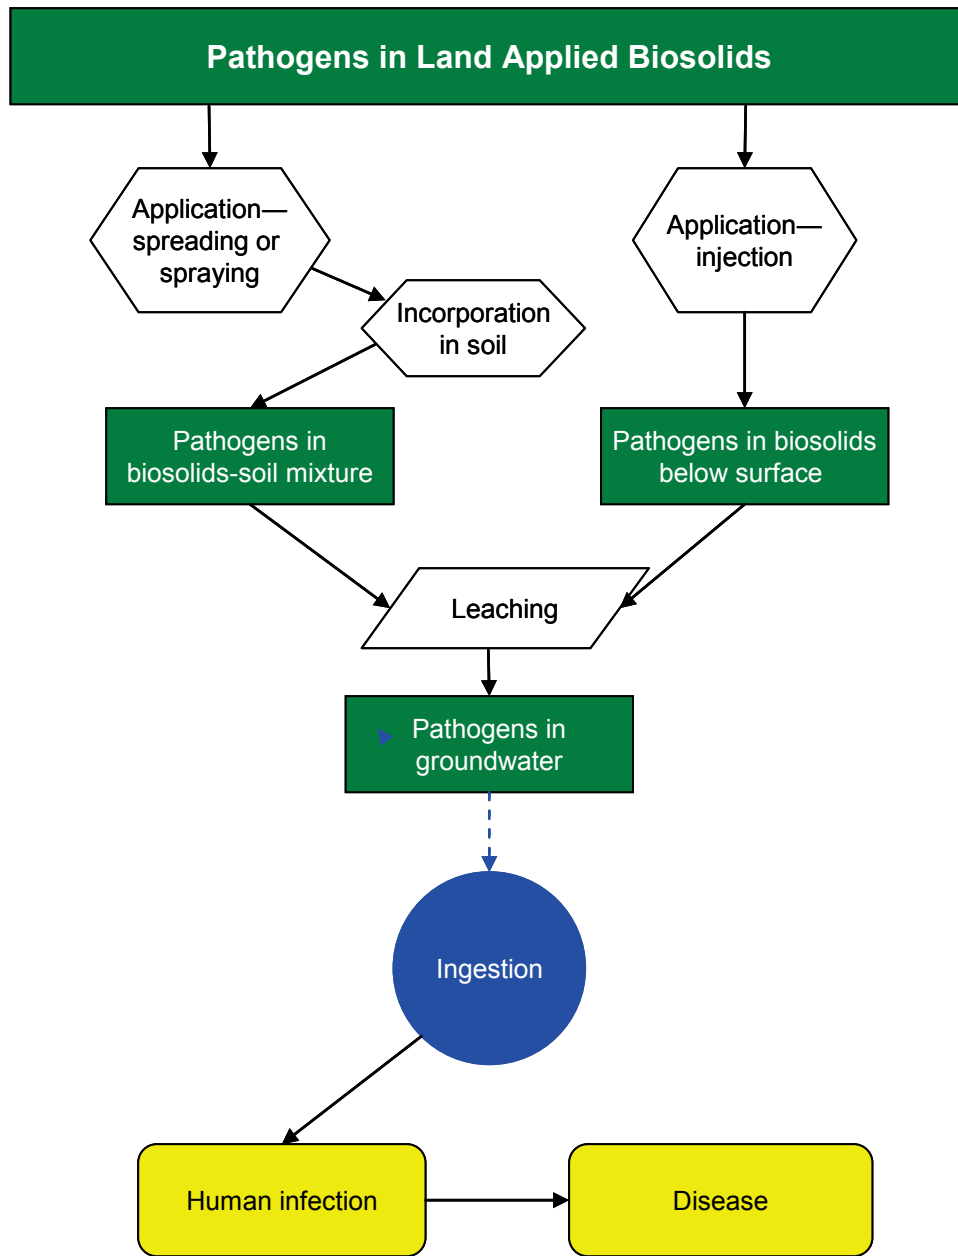 Pathogens in Land Applied Biosolids
Application—
spreading or
spraying
Application—
injection
Incorporation
in soil
Pathogens in
biosolids-soil mixture
Pathogens in biosolids
below surface
Leaching
Pathogens in
groundwater
Ingestion
Human infection
Disease